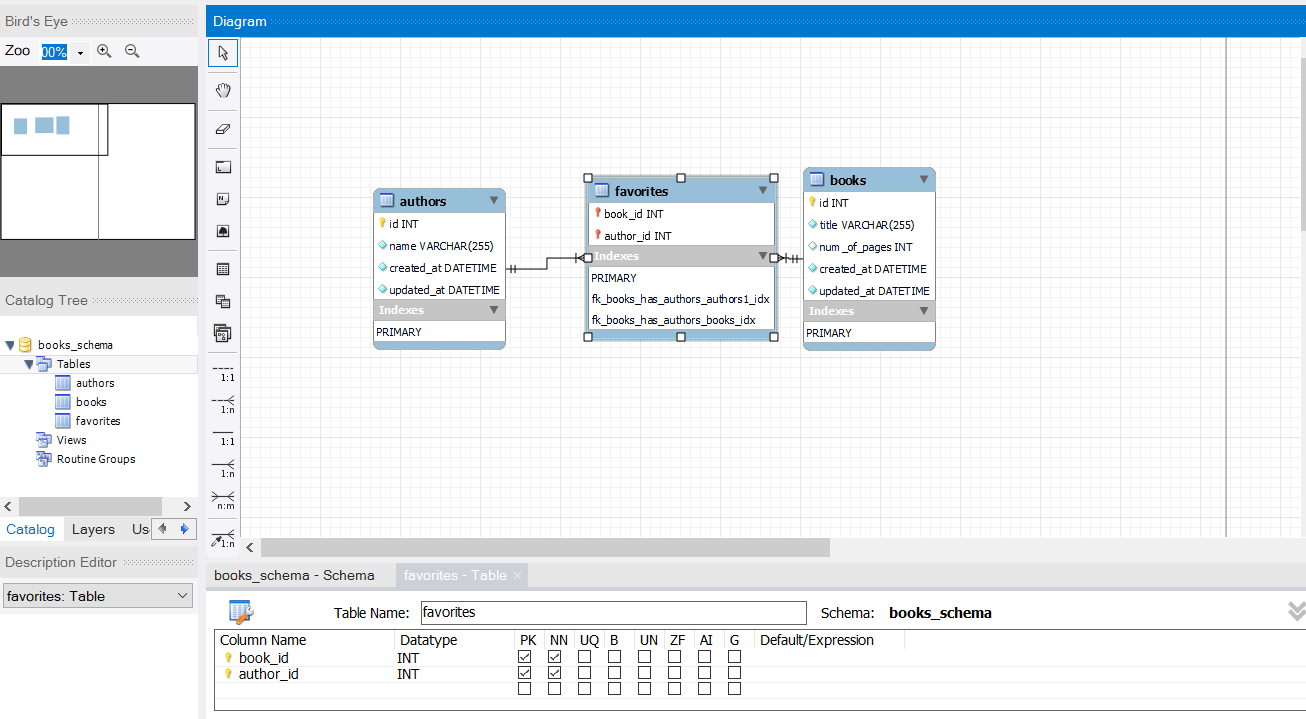 Bird's Eye
Zoo 00%
Catalog Tree
books_schema
Tables
authors
books
favorites
Views
Routine Groups
Catalog Layers Us
Description Editor
favorites: Table
Diagram
1:1
1:n
1:1
1:n
n:m
1:n
authors
id INT
name VARCHAR(255)
created_at DATETIME
updated_at DATETIME
Indexes
PRIMARY
favorites
book_id INT
author_id INT
Indexes
PRIMARY
fk_books_has_authors_authors1_idx
fk_books_has_authors_books_idx
books
id INT
title VARCHAR(255)
num_of_pages INT
created_at DATETIME
updated_at DATETIME
Indexes
PRIMARY
books_schema - Schema favorites - Table
Table Name: favorites Schema: books_schema
Column Name Datatype PK NN UQ B UN ZF AI G Default/Expression
book_id INT
author_id INT